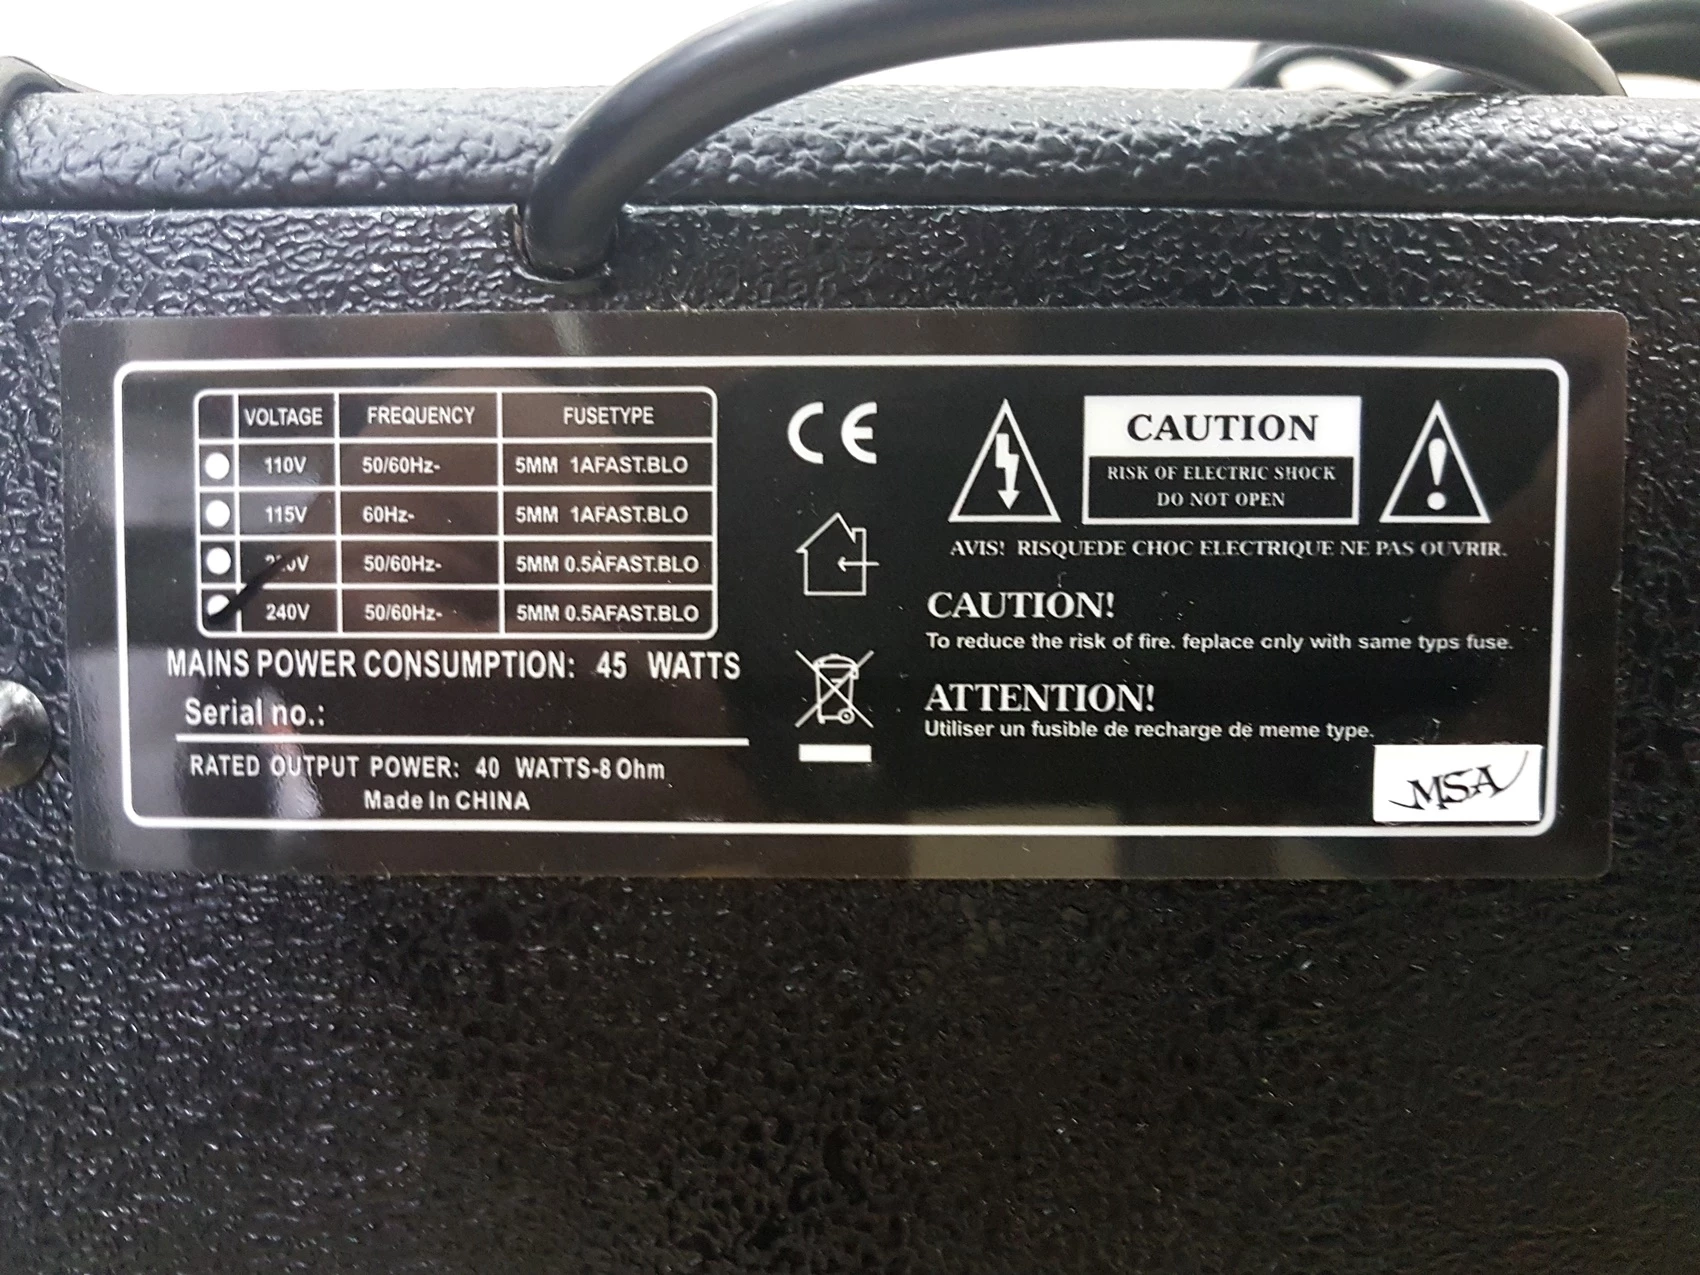 VOLTAGE FREQUENCY FUSETYPE
110V 50/60Hz- 5MM 1AFAST.BLO
115V 60Hz- 5MM 1AFAST.BLO
50/60Hz- 5MM 0.5AFAST.BLO
240V 50/60Hz- 5MM 0.5AFAST.BLO
MAINS POWER CONSUMPTION: 45 WATTS
Serial no.:
RATED OUTPUT POWER: 40 WATTS-8 Ohm
Made In CHINA
CE
CAUTION
RISK OF ELECTRIC SHOCK
DO NOT OPEN
AVIS! RISQUEDE CHOC ELECTRIQUE NE PAS OUVRIR.
CAUTION!
To reduce the risk of fire. feplace cnly with same typs fuse.
ATTENTION!
Utiliser un fusible de recharge de meme type.
MSA